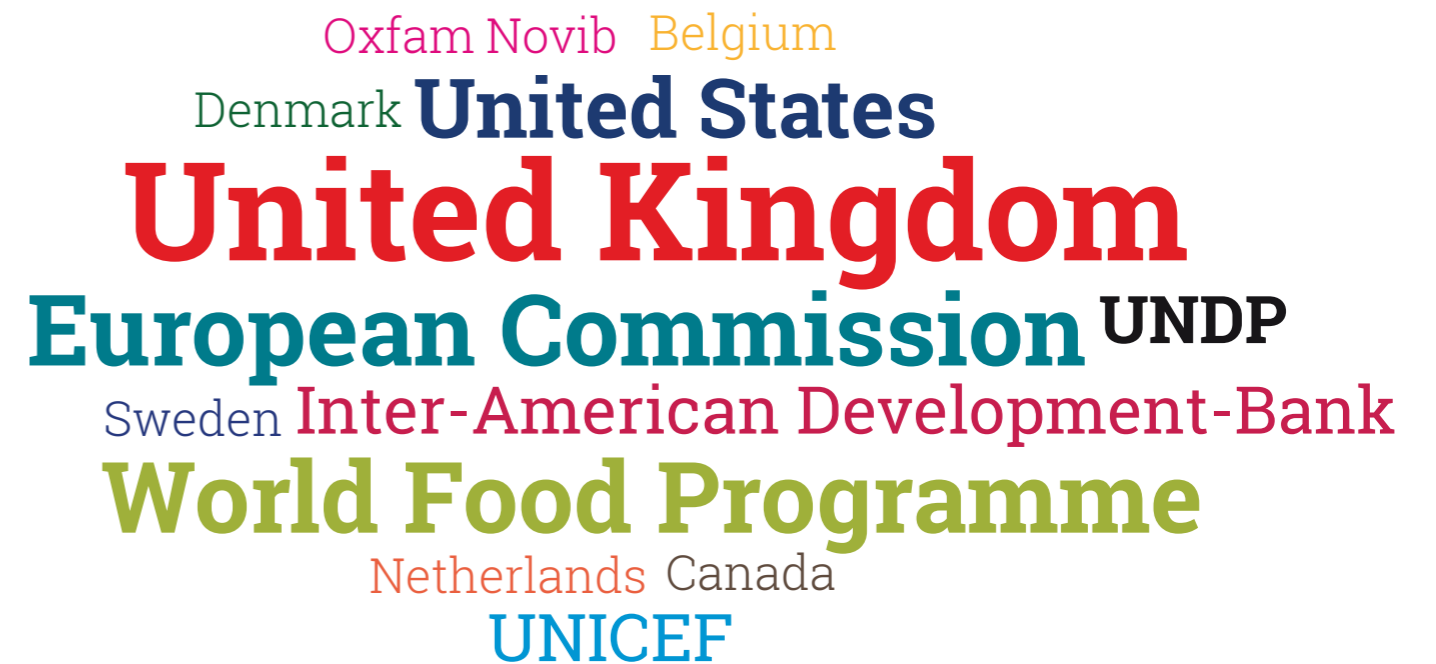 Oxfam Novib Belgium
Denmark United States
United Kingdom
European Commission UNDP
Sweden Inter-American Development-Bank
World Food Programme
Netherlands Canada
UNICEF